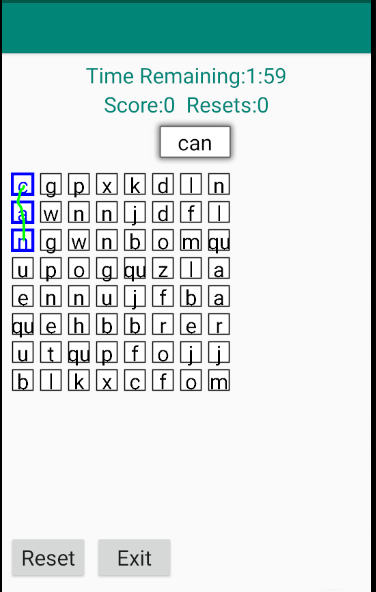 Time Remaining:1:59
Score:0 Resets:0
can
c g p x k d l n
a w n n j d f l
n g w n b o m qu
u p o g qu z l a
e n n u j f b a
qu e h b b r e r
u t qu p f o j j
b l k x c f o m
Reset Exit